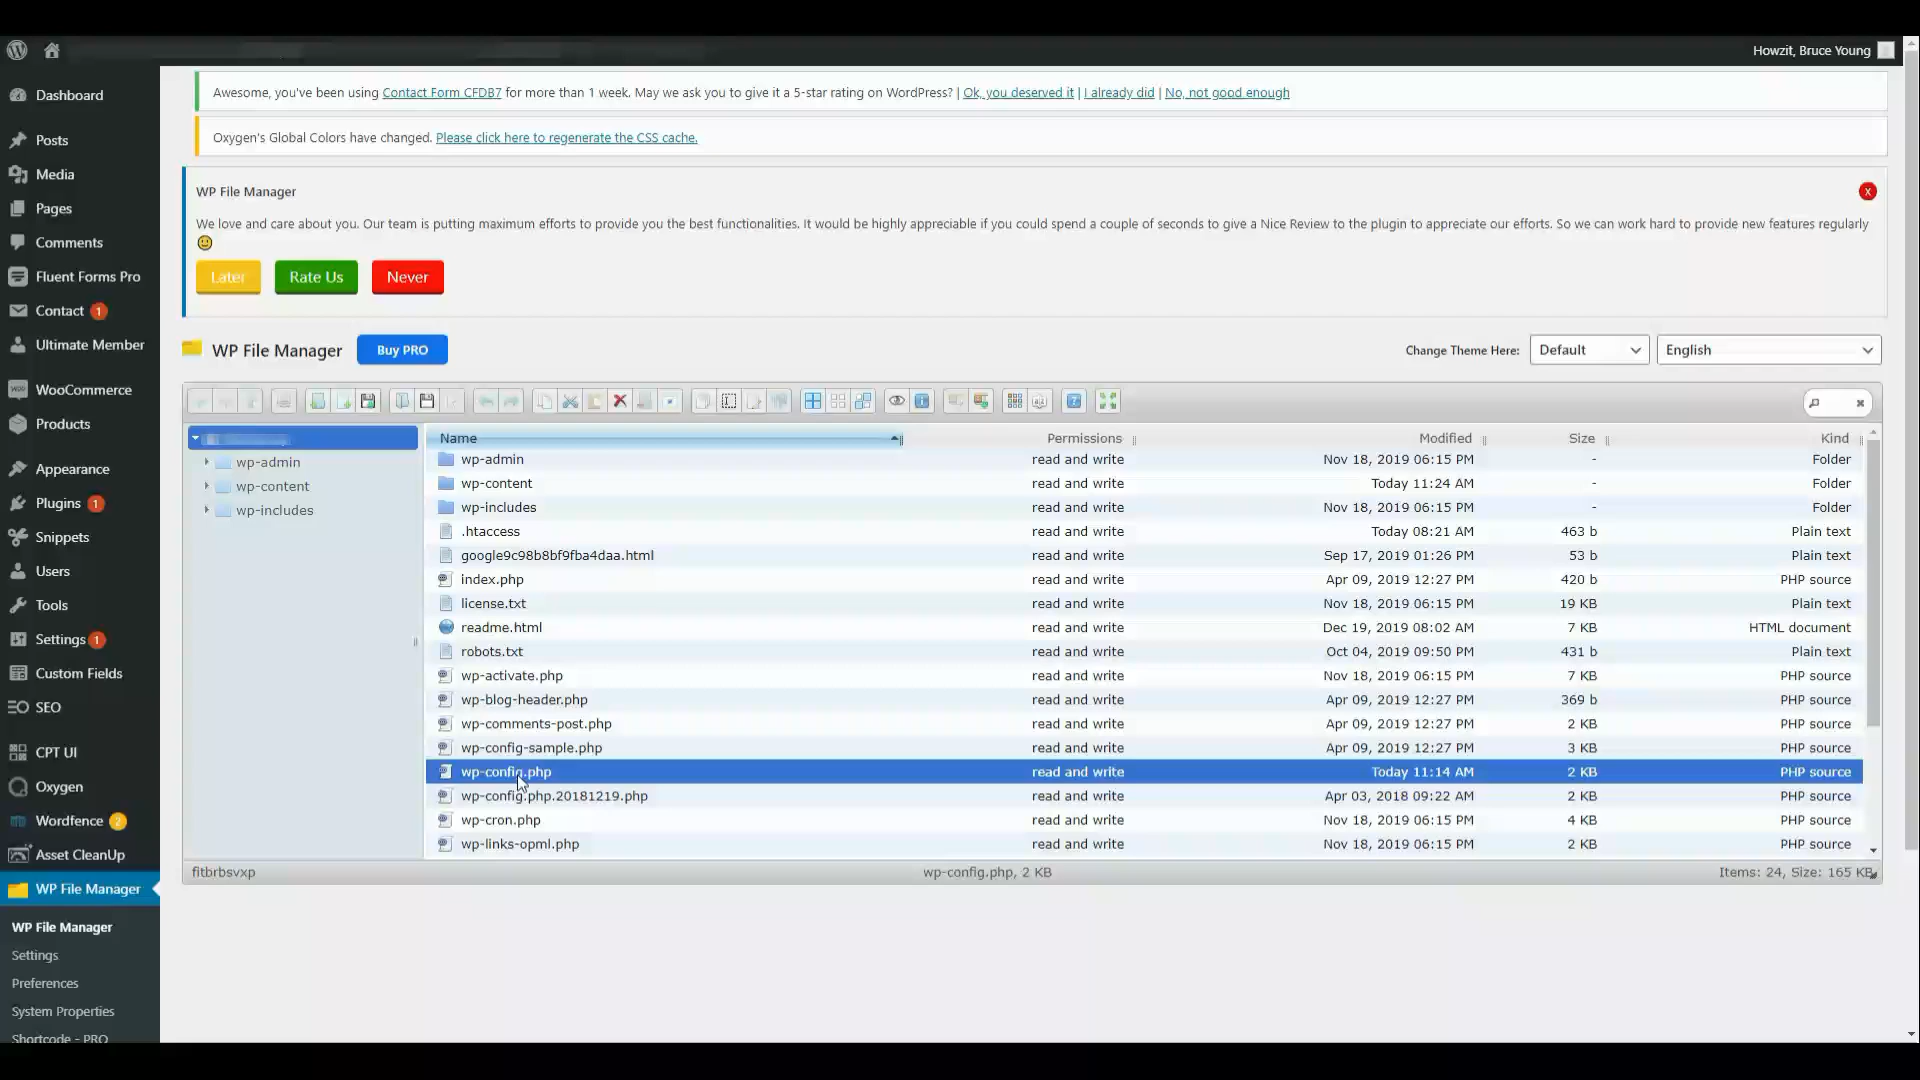 Howzit, Bruce Young
Dashboard
Posts
Media
Pages
Comments
Fluent Forms Pro
Contact 1
Ultimate Member
WooCommerce
Products
Appearance
Plugins 1
Snippets
Users
Tools
Settings 1
Custom Fields
SEO
CPT UI
Oxygen
Wordfence 2
Asset CleanUp
WP File Manager
WP File Manager
Settings
Preferences
System Properties
Shortcode - PRO
Awesome, you've been using Contact Form CFDB7 for more than 1 week. May we ask you to give it a 5-star rating on WordPress? | Ok, you deserved it | I already did | No, not good enough
Oxygen's Global Colors have changed. Please click here to regenerate the CSS cache.
WP File Manager
X
We love and care about you. Our team is putting maximum efforts to provide you the best functionalities. It would be highly appreciable if you could spend a couple of seconds to give a Nice Review to the plugin to appreciate our efforts. So we can work hard to provide new features regularly
Later Rate Us Never
WP File Manager Buy PRO Change Theme Here: Default English
wp-admin
wp-content
wp-includes
Name Permissions Modified Size Kind
wp-admin read and write Nov 18, 2019 06:15 PM - Folder
wp-content read and write Today 11:24 AM - Folder
wp-includes read and write Nov 18, 2019 06:15 PM - Folder
.htaccess read and write Today 08:21 AM 463 b Plain text
google9c98b8bf9fba4daa.html read and write Sep 17, 2019 01:26 PM 53 b Plain text
index.php read and write Apr 09, 2019 12:27 PM 420 b PHP source
license.txt read and write Nov 18, 2019 06:15 PM 19 KB Plain text
readme.html read and write Dec 19, 2019 08:02 AM 7 KB HTML document
robots.txt read and write Oct 04, 2019 09:50 PM 431 b Plain text
wp-activate.php read and write Nov 18, 2019 06:15 PM 7 KB PHP source
wp-blog-header.php read and write Apr 09, 2019 12:27 PM 369 b PHP source
wp-comments-post.php read and write Apr 09, 2019 12:27 PM 2 KB PHP source
wp-config-sample.php read and write Apr 09, 2019 12:27 PM 3 KB PHP source
wp-config.php read and write Today 11:14 AM 2 KB PHP source
wp-config.php.20181219.php read and write Apr 03, 2018 09:22 AM 2 KB PHP source
wp-cron.php read and write Nov 18, 2019 06:15 PM 4 KB PHP source
wp-links-opml.php read and write Nov 18, 2019 06:15 PM 2 KB PHP source
fitbrbsvxp wp-config.php, 2 KB Items: 24, Size: 165 KB